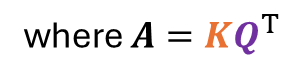 where A = KQᵀ